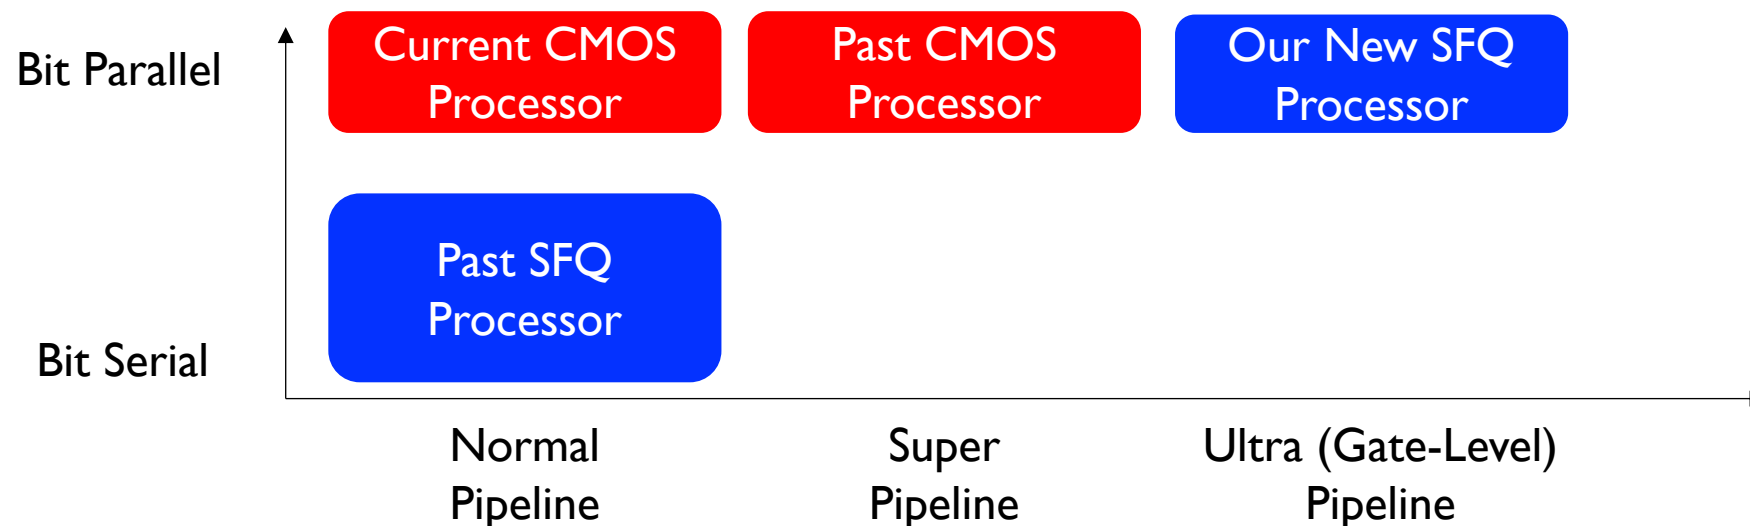 Bit Parallel
Current CMOS
Processor
Past CMOS
Processor
Our New SFQ
Processor
Past SFQ
Processor
Bit Serial
Normal
Pipeline
Super
Pipeline
Ultra (Gate-Level)
Pipeline